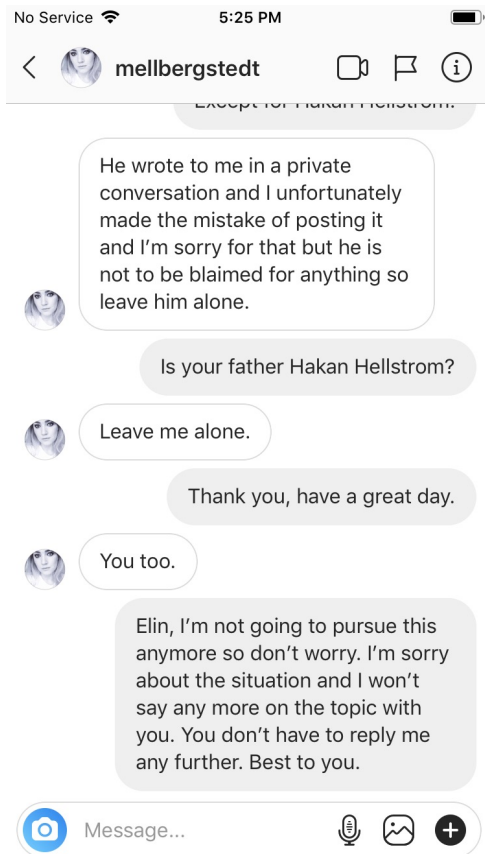 No Service
5:25 PM
mellbergstedt
Except for Hakan Hellstrom.
He wrote to me in a private
conversation and I unfortunately
made the mistake of posting it
and I’m sorry for that but he is
not to be blamed for anything so
leave him alone.
Is your father Hakan Hellstrom?
Leave me alone.
Thank you, have a great day.
You too.
Elin, I’m not going to pursue this
anymore so don’t worry. I’m sorry
about the situation and I won’t
say any more on the topic with
you. You don’t have to reply me
any further. Best to you.
Message...